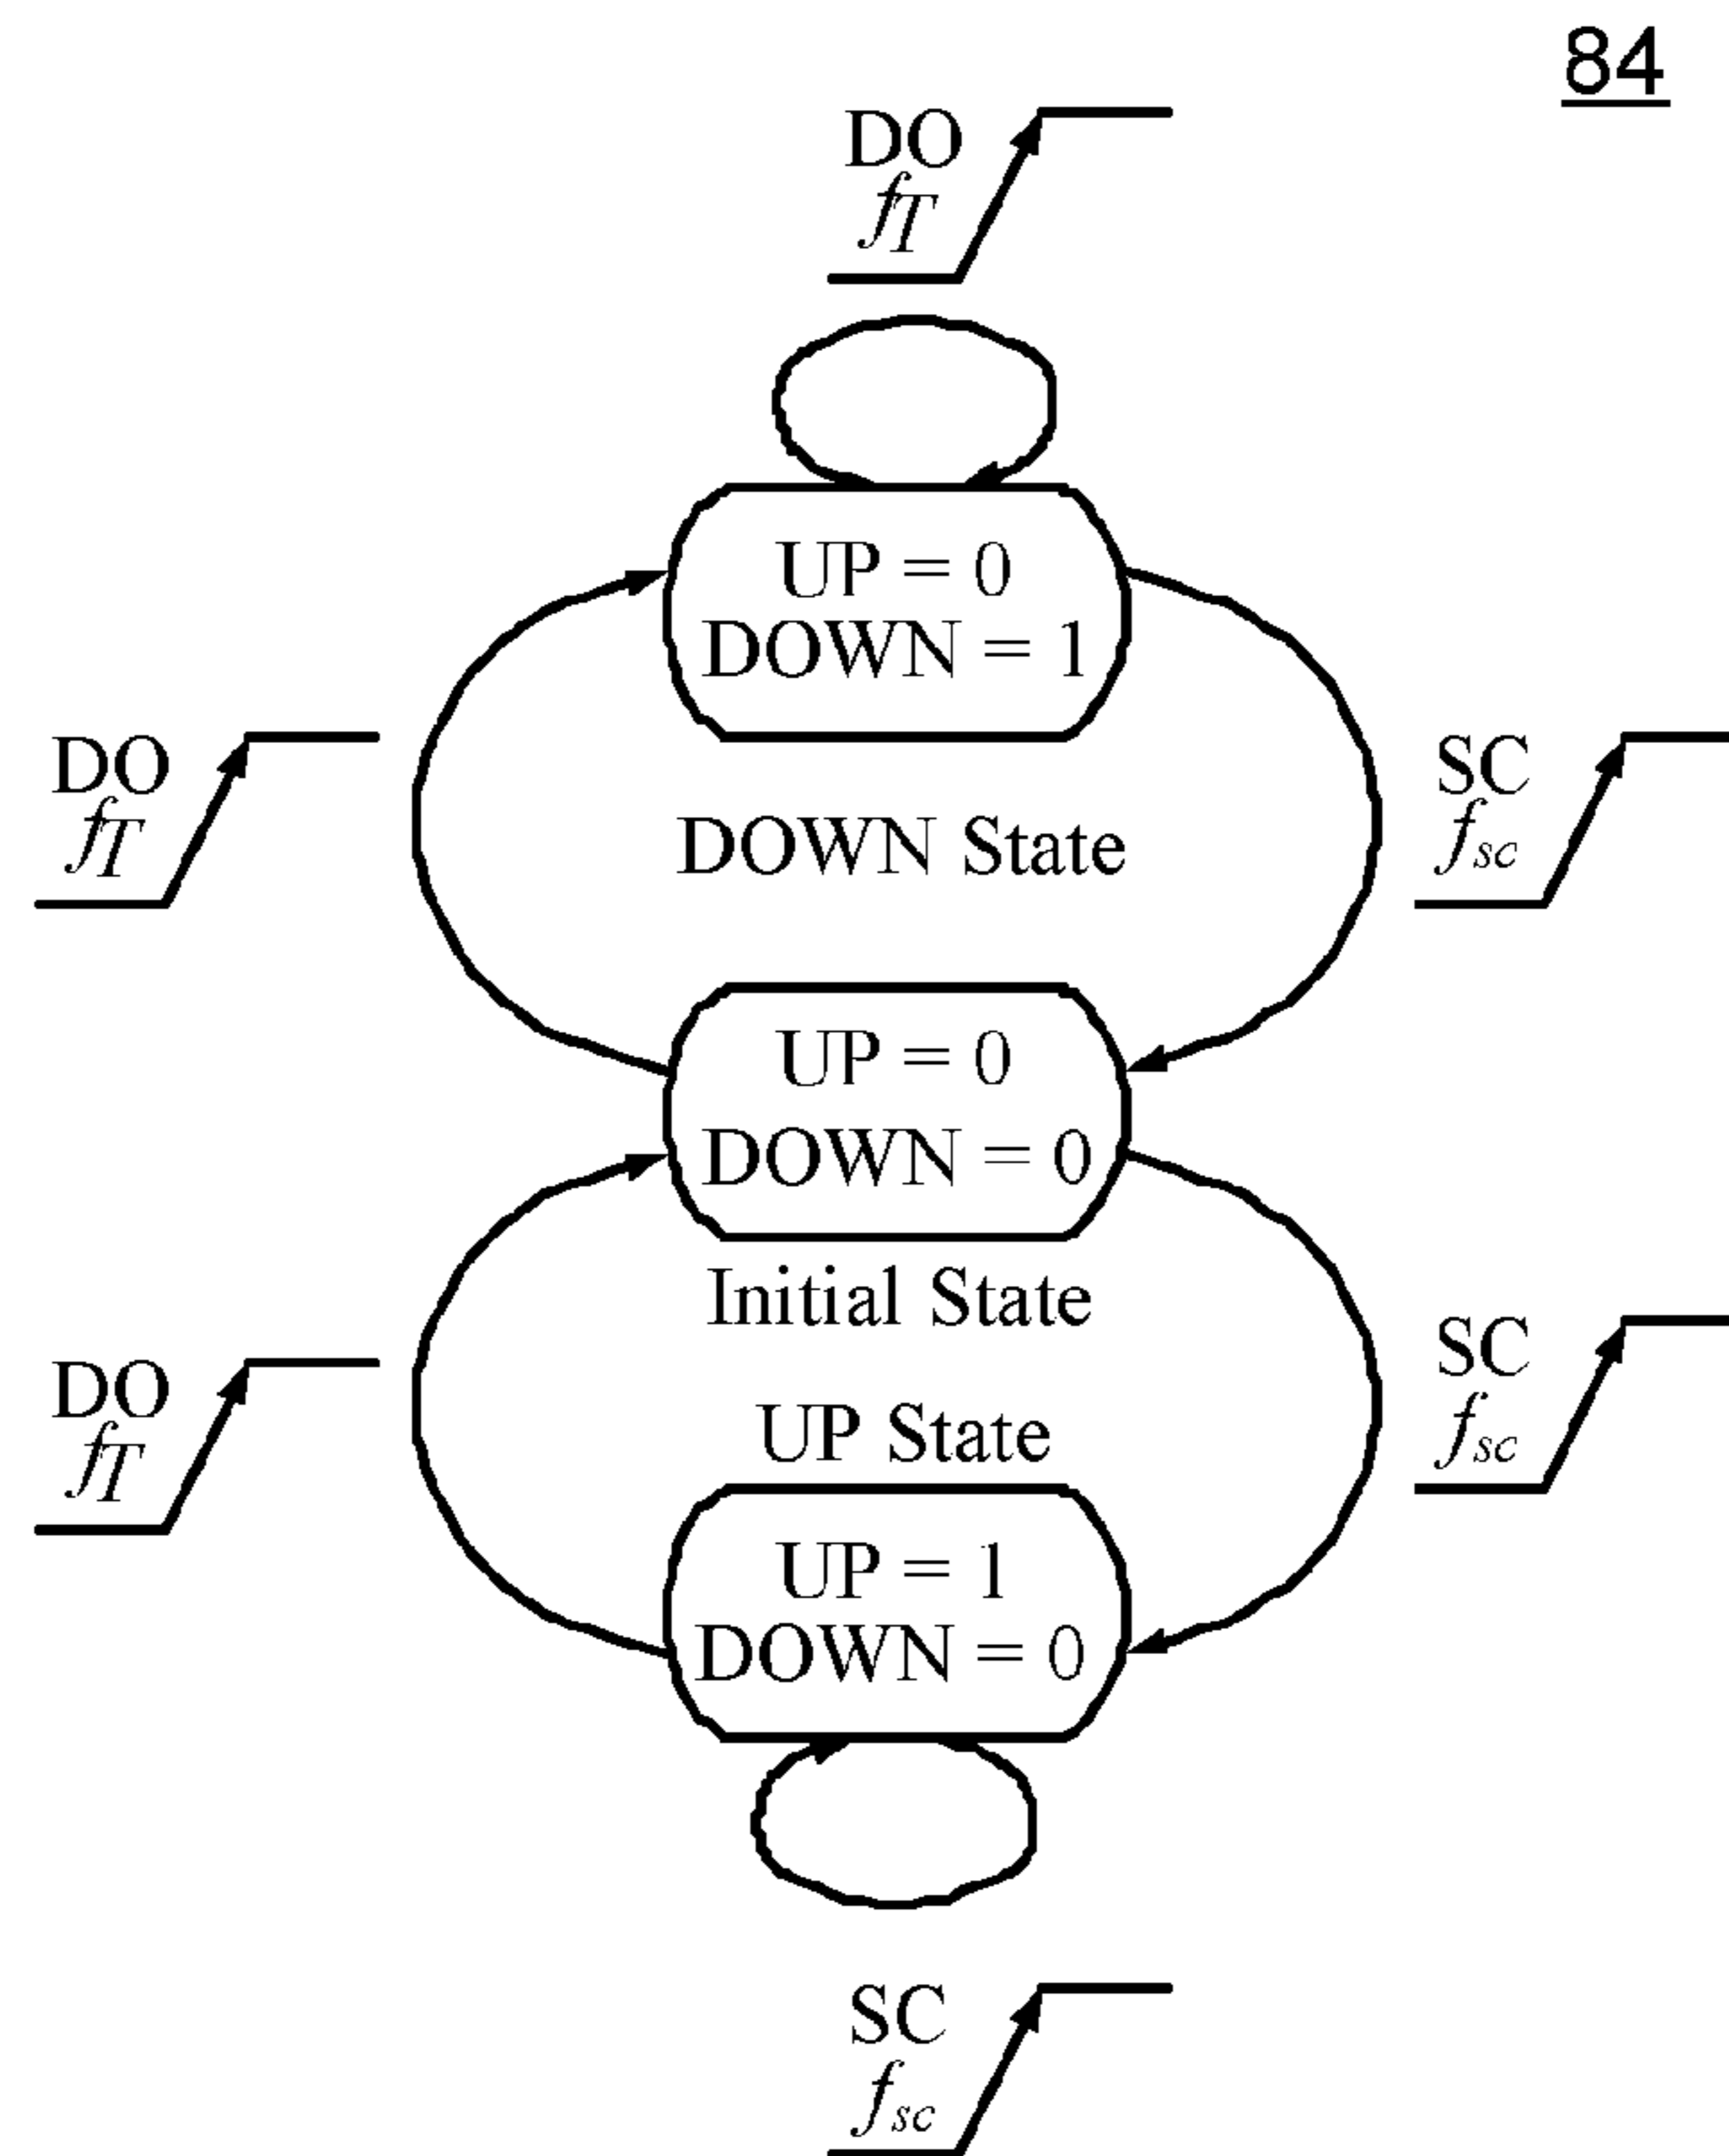 84
DO
fT
UP = 0
DOWN = 1
DO
fT
SC
fsc
DOWN State
UP = 0
DOWN = 0
Initial State
DO
fT
SC
fsc
UP State
UP = 1
DOWN = 0
SC
fsc